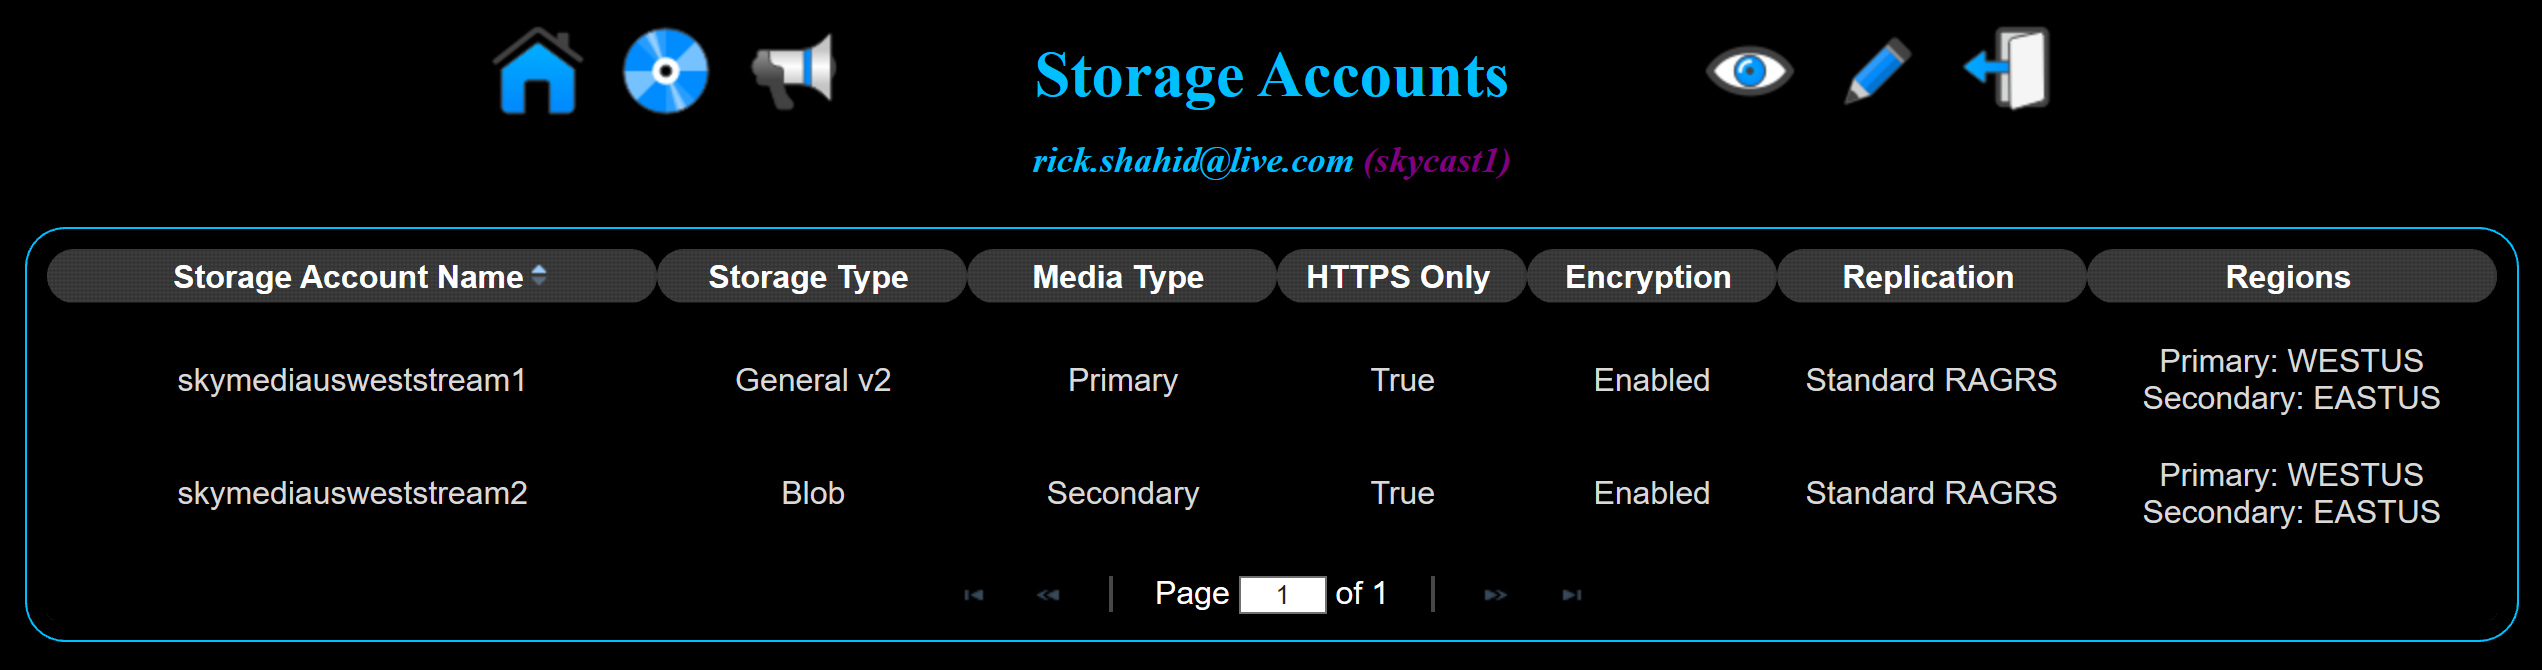 Storage Accounts
rick.shahid@live.com (skycast1)
Storage Account Name Storage Type Media Type HTTPS Only Encryption Replication Regions
skymediausweststream1 General v2 Primary True Enabled Standard RAGRS Primary: WESTUS
Secondary: EASTUS
skymediausweststream2 Blob Secondary True Enabled Standard RAGRS Primary: WESTUS
Secondary: EASTUS
Page 1 of 1